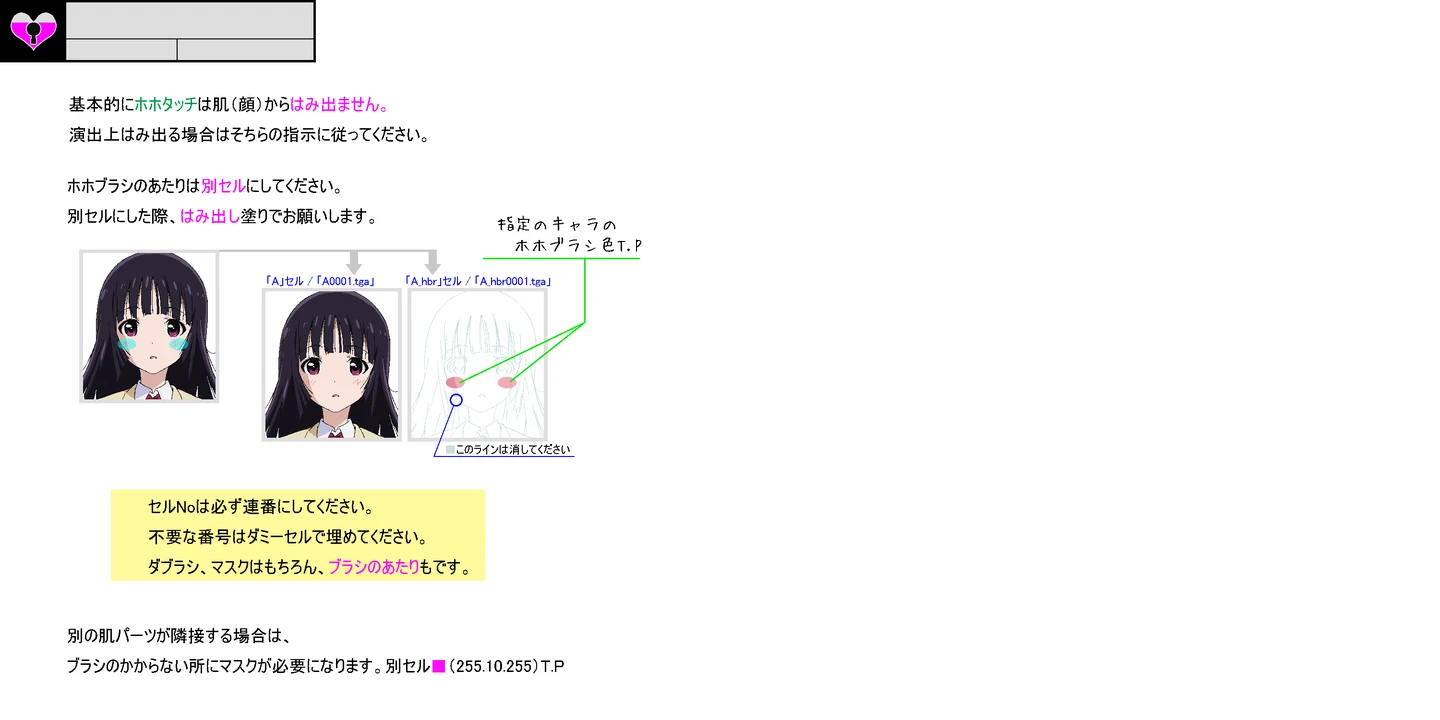 基本的にホホタッチは肌(顔)からはみ出ません。
演出上はみ出る場合はそちらの指示に従ってください。
ホホブラシのあたりは別セルにしてください。
別セルにした際、はみ出し塗りでお願いします。
指定のキャラの
ホホブラシ色T.P
「A」セル / 「A0001.tga」
「A_hbr」セル / 「A_hbr0001.tga」
このラインは消してください
セルNoは必ず連番にしてください。
不要な番号はダミーセルで埋めてください。
ダブラシ、マスクはもちろん、ブラシのあたりもです。
別の肌パーツが隣接する場合は、
ブラシのかからない所にマスクが必要になります。別セル■(255.10.255)T.P